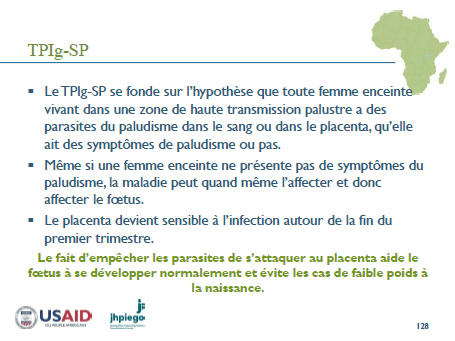 TPIg-SP
▪ Le TPIg-SP se fonde sur l'hypothèse que toute femme enceinte
vivant dans une zone de haute transmission palustre a des
parasites du paludisme dans le sang ou dans le placenta, qu'elle
ait des symptômes de paludisme ou pas.
▪ Même si une femme enceinte ne présente pas de symptômes du
paludisme, la maladie peut quand même l'affecter et donc
affecter le fœtus.
▪ Le placenta devient sensible à l'infection autour de la fin du
premier trimestre.
Le fait d'empêcher les parasites de s'attaquer au placenta aide le
fœtus à se développer normalement et évite les cas de faible poids à
la naissance.
USAID
jhpiego
128